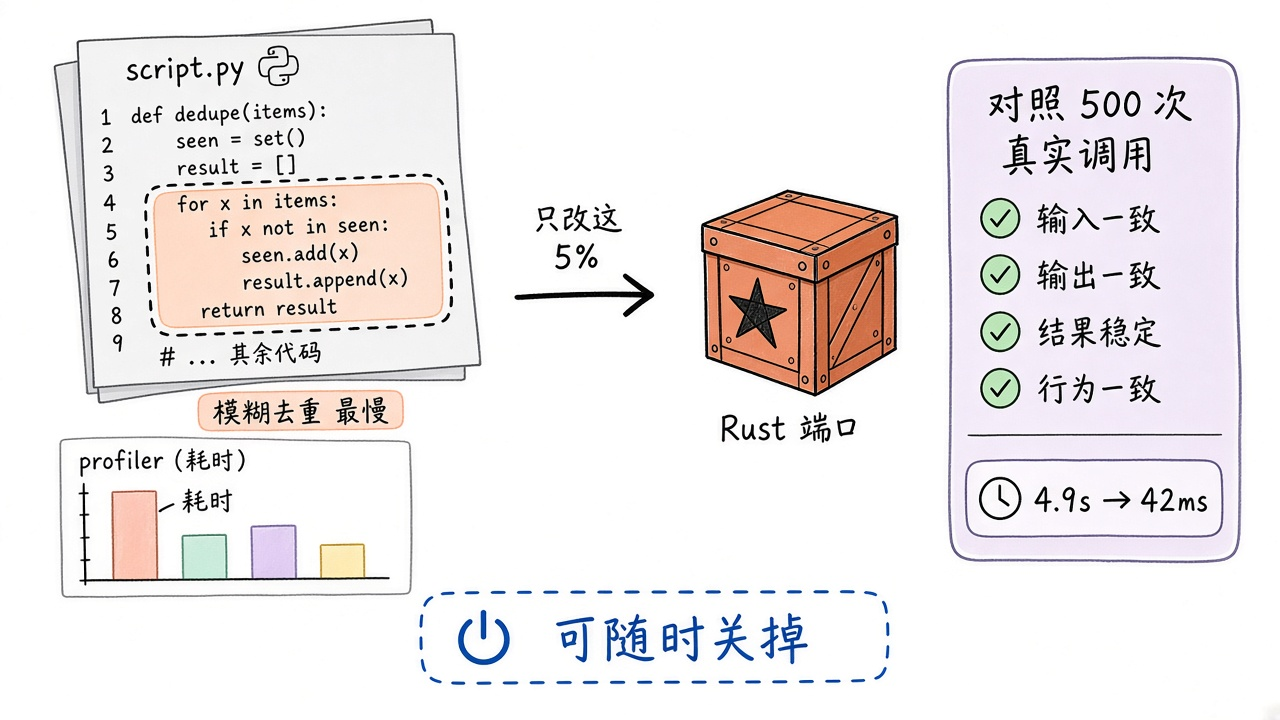 script.py
1 def dedupe(items):
2 seen = set()
3 result = []
4 for x in items:
5 if x not in seen:
6 seen.add(x)
7 result.append(x)
8 return result
9 # ... 其余代码
模糊去重 最慢
profiler (耗时)
耗时
只改这
5%
Rust 端口
对照 500 次
真实调用
输入一致
输出一致
结果稳定
行为一致
4.9s → 42ms
可随时关掉